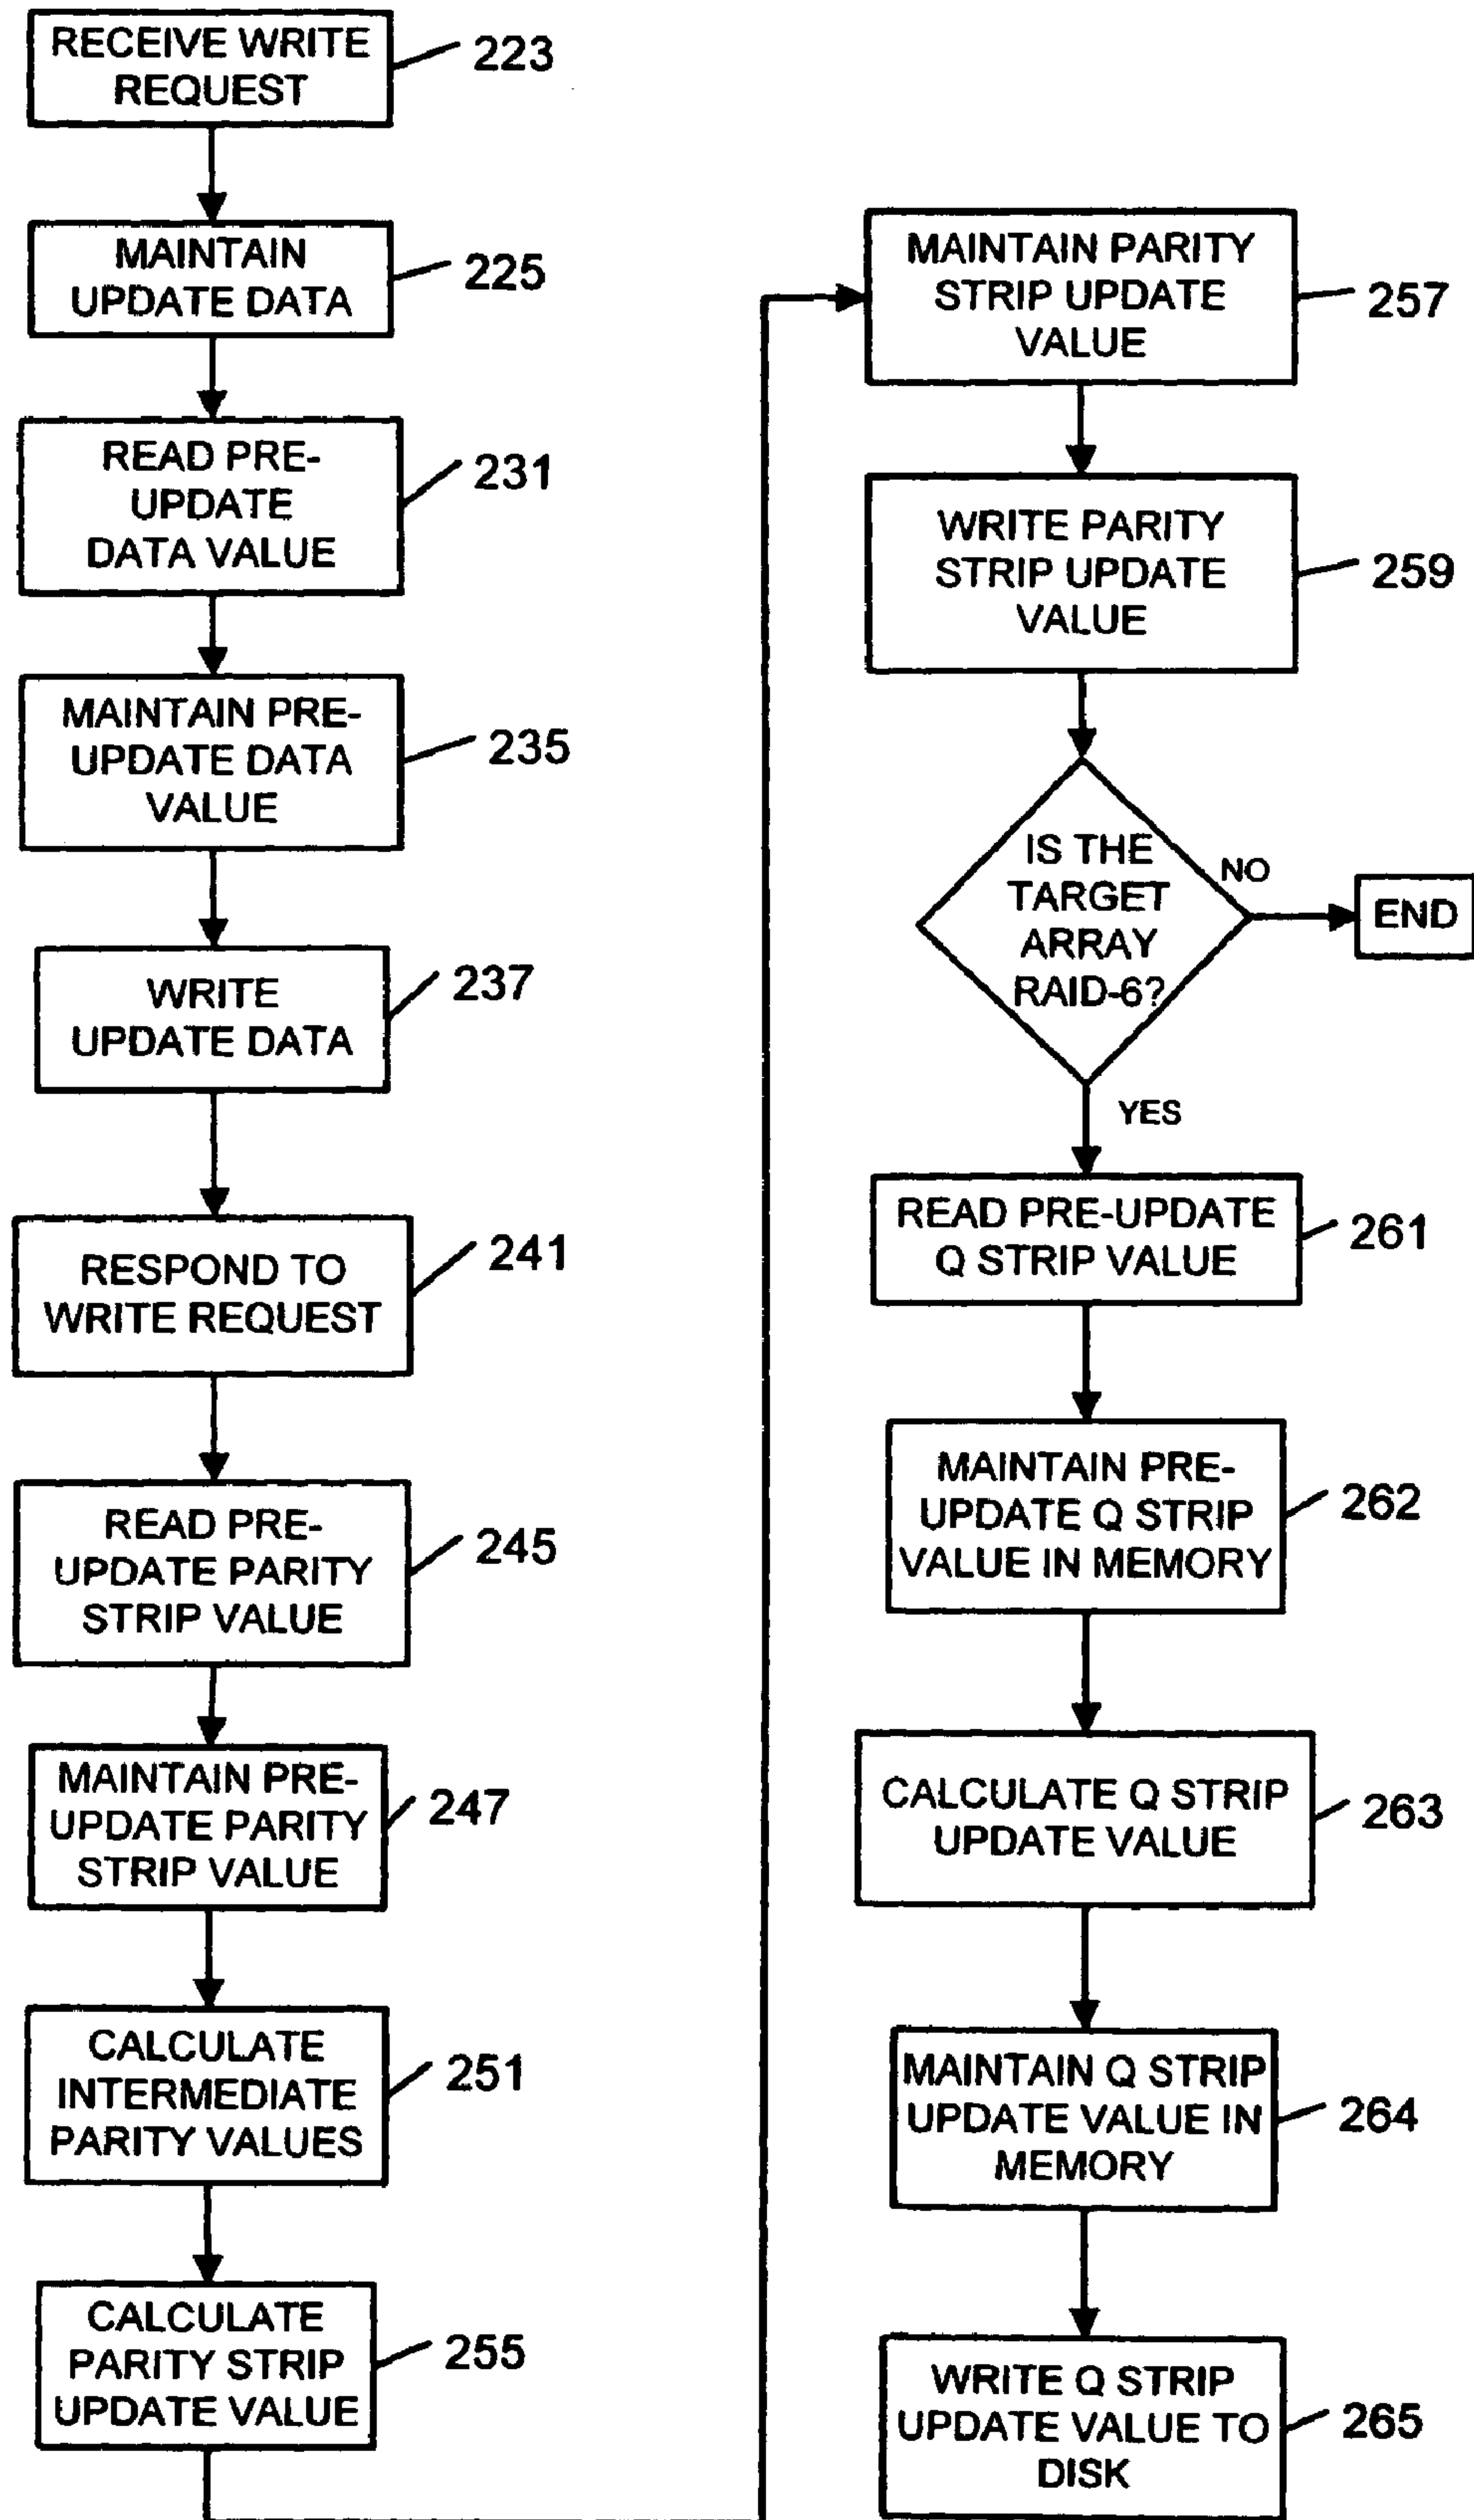 RECEIVE WRITE
REQUEST
223
MAINTAIN
UPDATE DATA
225
READ PRE-
UPDATE
DATA VALUE
231
MAINTAIN PRE-
UPDATE DATA
VALUE
235
WRITE
UPDATE DATA
237
RESPOND TO
WRITE REQUEST
241
READ PRE-
UPDATE PARITY
STRIP VALUE
245
MAINTAIN PRE-
UPDATE PARITY
STRIP VALUE
247
CALCULATE
INTERMEDIATE
PARITY VALUES
251
CALCULATE
PARITY STRIP
UPDATE VALUE
255
MAINTAIN PARITY
STRIP UPDATE
VALUE
257
WRITE PARITY
STRIP UPDATE
VALUE
259
IS THE
TARGET
ARRAY
RAID-6?
NO
END
YES
READ PRE-UPDATE
Q STRIP VALUE
261
MAINTAIN PRE-
UPDATE Q STRIP
VALUE IN MEMORY
262
CALCULATE Q STRIP
UPDATE VALUE
263
MAINTAIN Q STRIP
UPDATE VALUE IN
MEMORY
264
WRITE Q STRIP
UPDATE VALUE TO
DISK
265